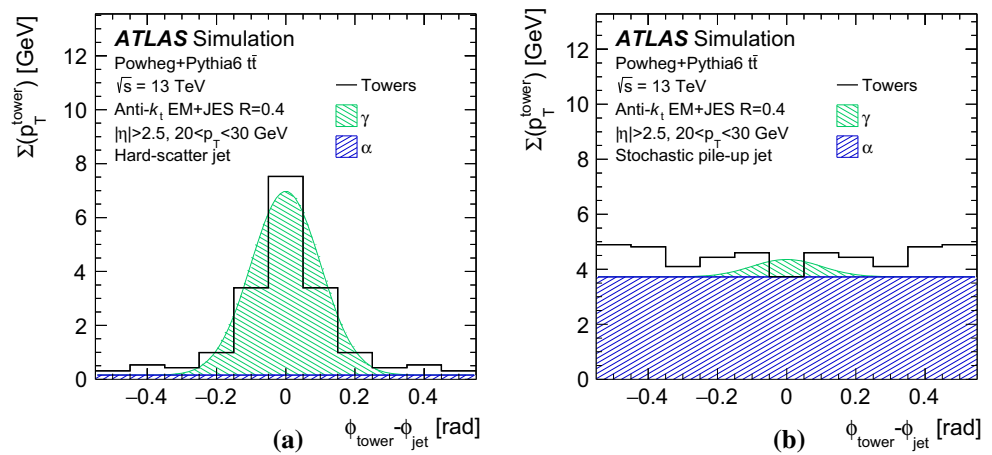 ATLAS Simulation
Powheg+Pythia6 tt̄
√s = 13 TeV
Anti-kt EM+JES R=0.4
|η|>2.5, 20<pT<30 GeV
Hard-scatter jet
Towers
γ
α
Σ(pT^tower) [GeV]
12
10
8
6
4
2
0
−0.4 −0.2 0 0.2 0.4
ϕtower-ϕjet [rad]
(a)
ATLAS Simulation
Powheg+Pythia6 tt̄
√s = 13 TeV
Anti-kt EM+JES R=0.4
|η|>2.5, 20<pT<30 GeV
Stochastic pile-up jet
Towers
γ
α
Σ(pT^tower) [GeV]
12
10
8
6
4
2
0
−0.4 −0.2 0 0.2 0.4
ϕtower-ϕjet [rad]
(b)